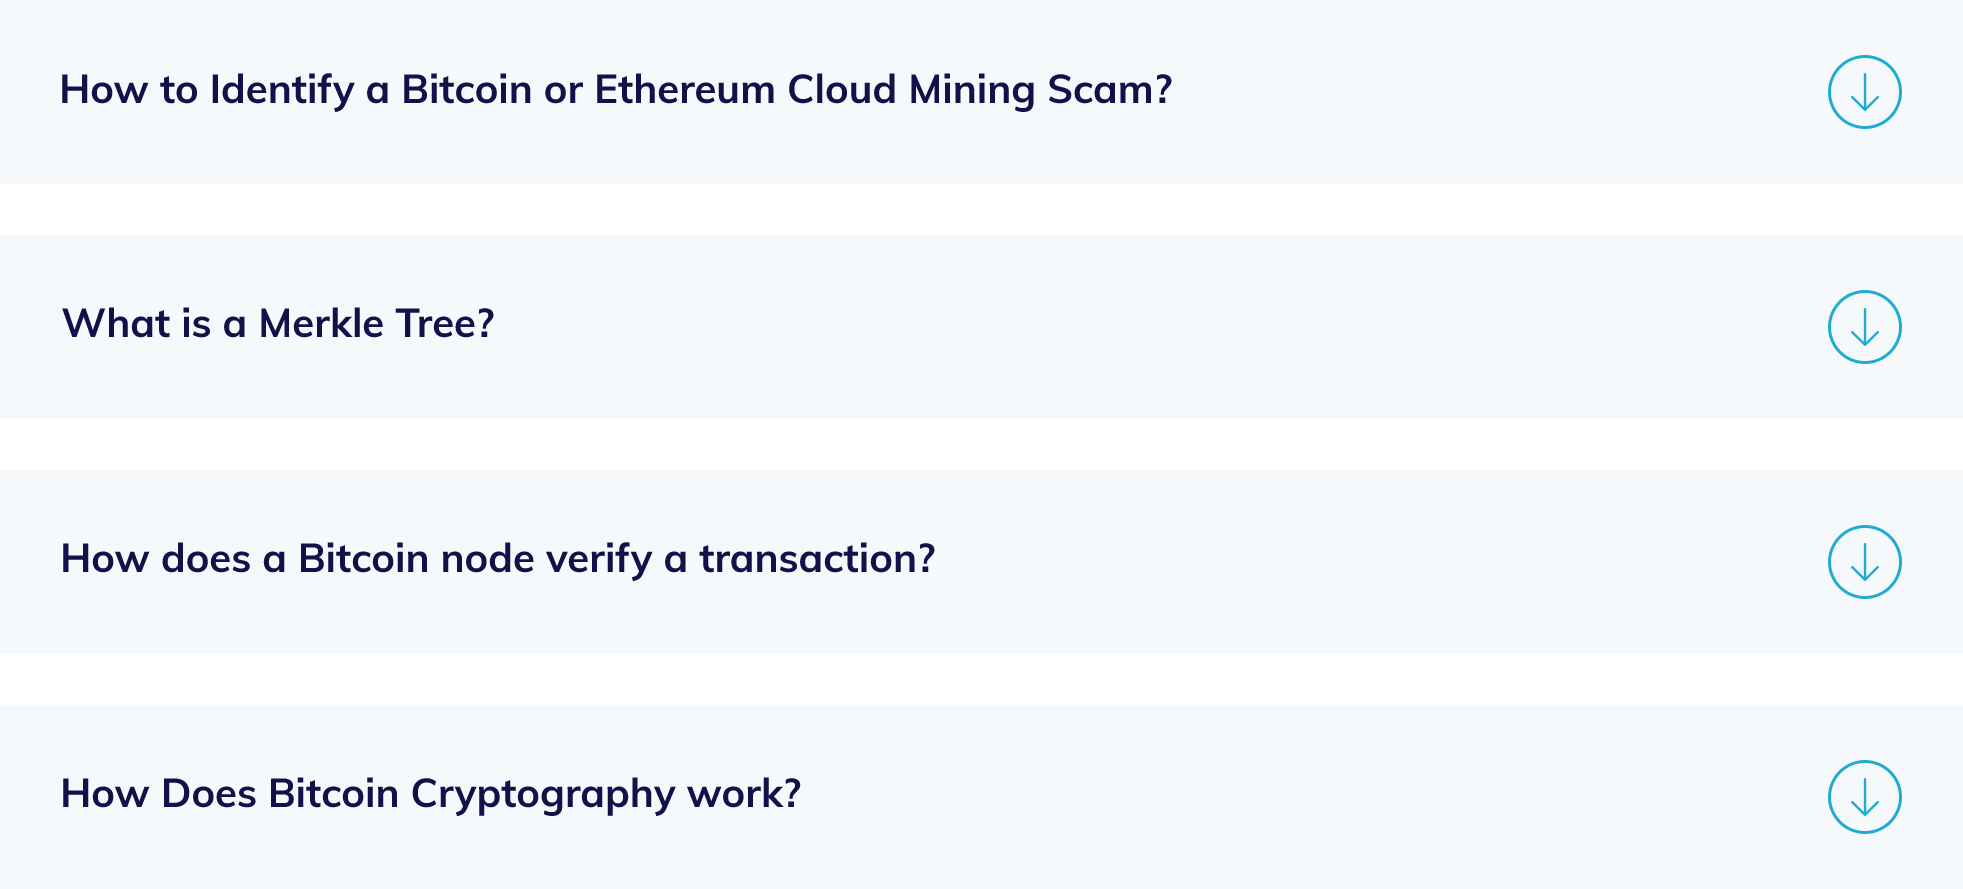 How to Identify a Bitcoin or Ethereum Cloud Mining Scam?
What is a Merkle Tree?
How does a Bitcoin node verify a transaction?
How Does Bitcoin Cryptography work?